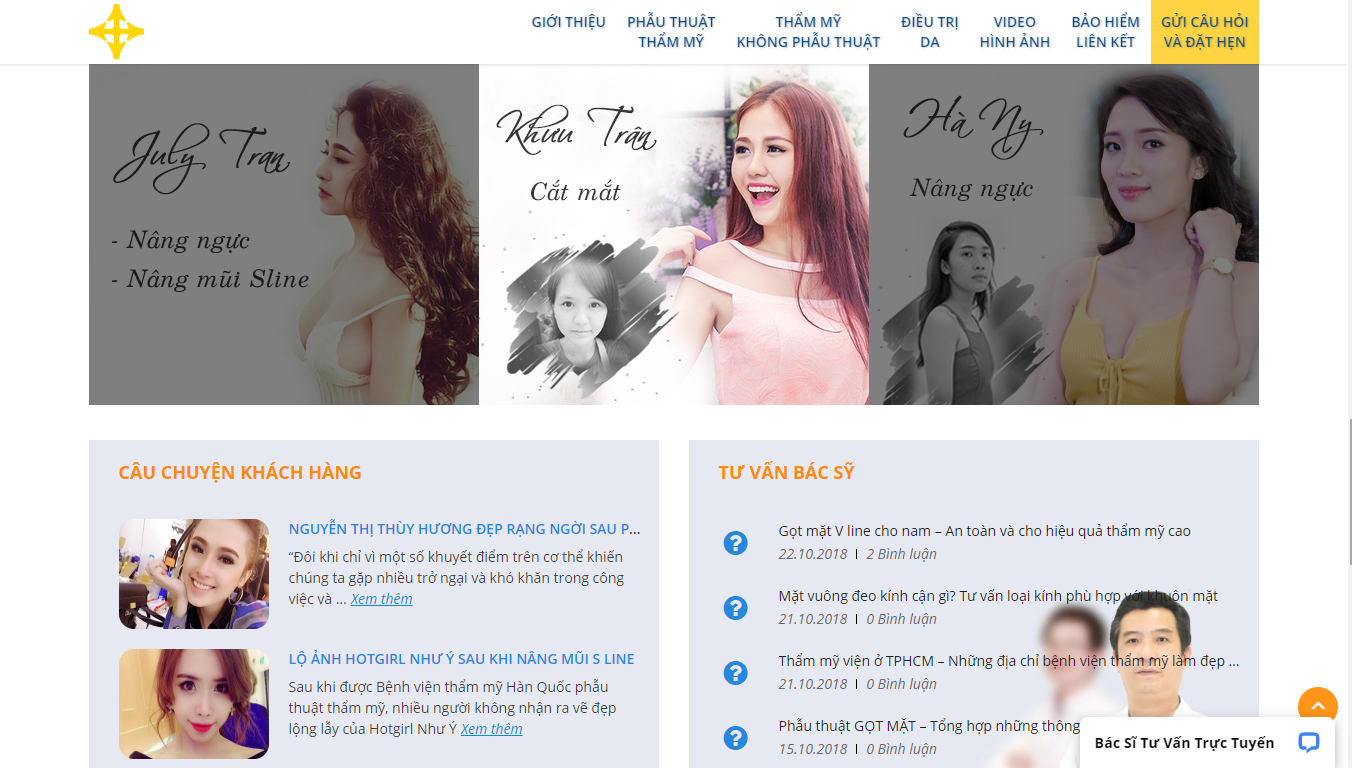 GIỚI THIỆU
PHẪU THUẬT
THẨM MỸ
THẨM MỸ
KHÔNG PHẪU THUẬT
ĐIỀU TRỊ
DA
VIDEO
HÌNH ẢNH
BẢO HIỂM
LIÊN KẾT
GỬI CÂU HỎI
VÀ ĐẶT HẸN
July Tran
- Nâng ngực
- Nâng mũi Sline
Khưu Trân
Cắt mắt
Hà Ny
Nâng ngực
CÂU CHUYỆN KHÁCH HÀNG
NGUYỄN THỊ THÙY HƯƠNG ĐẸP RẠNG NGỜI SAU P...
“Đôi khi chỉ vì một số khuyết điểm trên cơ thể khiến
chúng ta gặp nhiều trở ngại và khó khăn trong công
việc và ... Xem thêm
LỘ ẢNH HOTGIRL NHƯ Ý SAU KHI NÂNG MŨI S LINE
Sau khi được Bệnh viện thẩm mỹ Hàn Quốc phẫu
thuật thẩm mỹ, nhiều người không nhận ra vẻ đẹp
lộng lẫy của Hotgirl Như Ý Xem thêm
TƯ VẤN BÁC SỸ
Gọt mặt V line cho nam – An toàn và cho hiệu quả thẩm mỹ cao
22.10.2018 | 2 Bình luận
Mặt vuông đeo kính cận gì? Tư vấn loại kính phù hợp với khuôn mặt
21.10.2018 | 0 Bình luận
Thẩm mỹ viện ở TPHCM – Những địa chỉ bệnh viện thẩm mỹ làm đẹp ...
21.10.2018 | 0 Bình luận
Phẫu thuật GỌT MẶT – Tổng hợp những thông
15.10.2018 | 0 Bình luận
Bác Sĩ Tư Vấn Trực Tuyến